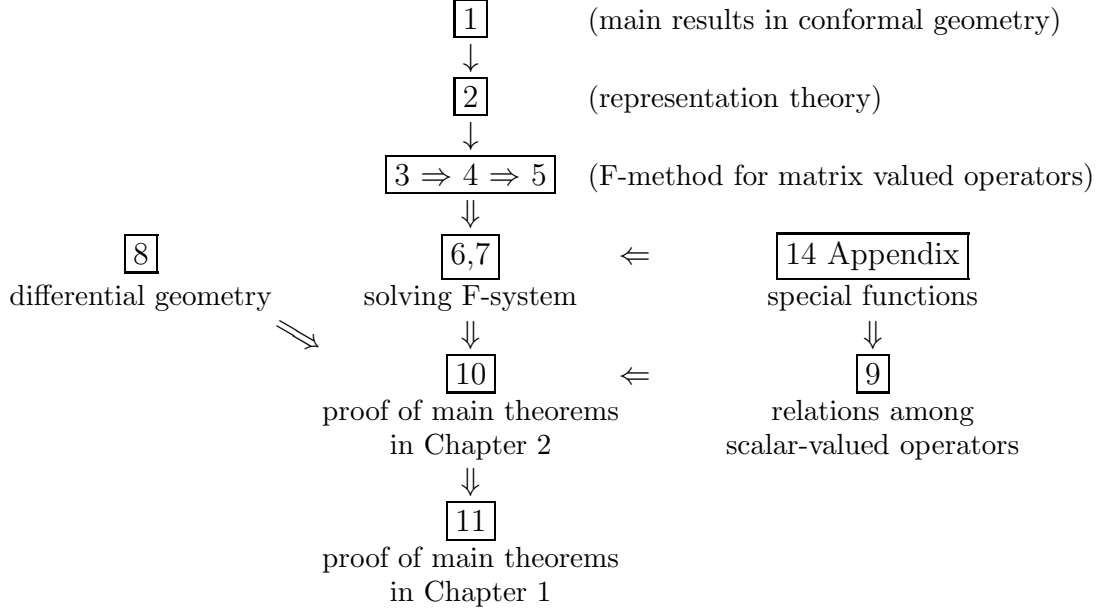 1 (main results in conformal geometry)
↓
2 (representation theory)
↓
3 ⇒ 4 ⇒ 5 (F-method for matrix valued operators)
⇓
8 6,7 ⇐ 14 Appendix
differential geometry solving F-system special functions
⇘ ⇓ ⇓
10 ⇐ 9
proof of main theorems relations among
in Chapter 2 scalar-valued operators
⇓
11
proof of main theorems
in Chapter 1